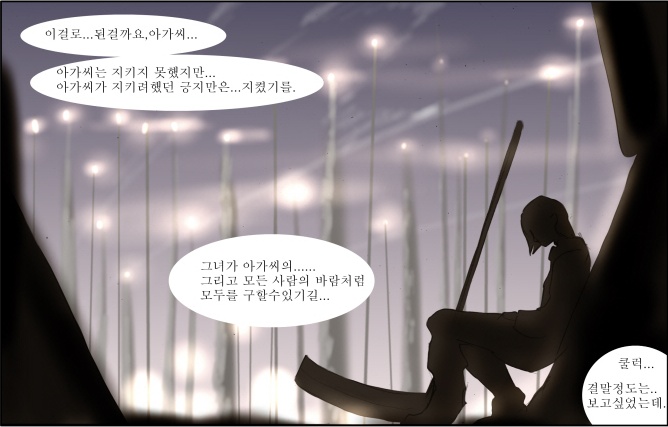 이걸로...된걸까요,아가씨...
아가씨는 지키지 못했지만...
아가씨가 지키려했던 긍지만은...지켰기를.
그녀가 아가씨의......
그리고 모든 사람의 바람처럼
모두를 구할수있기길...
쿨럭...
결말정도는..
보고싶었는데.